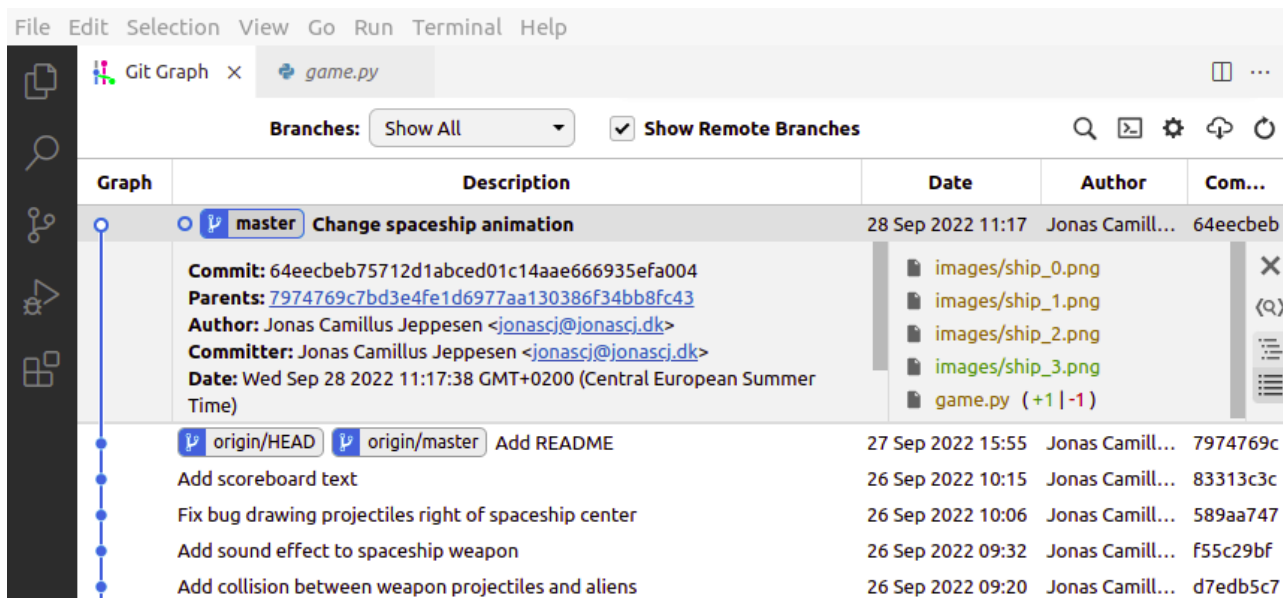 File Edit Selection View Go Run Terminal Help
Git Graph × game.py ...
Branches: Show All Show Remote Branches
Graph Description Date Author Com...
master Change spaceship animation 28 Sep 2022 11:17 Jonas Camill... 64eecbeb
Commit: 64eecbeb75712d1abced01c14aae666935efa004
Parents: 7974769c7bd3e4fe1d6977aa130386f34bb8fc43
Author: Jonas Camillus Jeppesen <jonascj@jonascj.dk>
Committer: Jonas Camillus Jeppesen <jonascj@jonascj.dk>
Date: Wed Sep 28 2022 11:17:38 GMT+0200 (Central European Summer
Time)
images/ship_0.png
images/ship_1.png
images/ship_2.png
images/ship_3.png
game.py (+1|-1)
origin/HEAD origin/master Add README 27 Sep 2022 15:55 Jonas Camill... 7974769c
Add scoreboard text 26 Sep 2022 10:15 Jonas Camill... 83313c3c
Fix bug drawing projectiles right of spaceship center 26 Sep 2022 10:06 Jonas Camill... 589aa747
Add sound effect to spaceship weapon 26 Sep 2022 09:32 Jonas Camill... f55c29bf
Add collision between weapon projectiles and aliens 26 Sep 2022 09:20 Jonas Camill... d7edb5c7